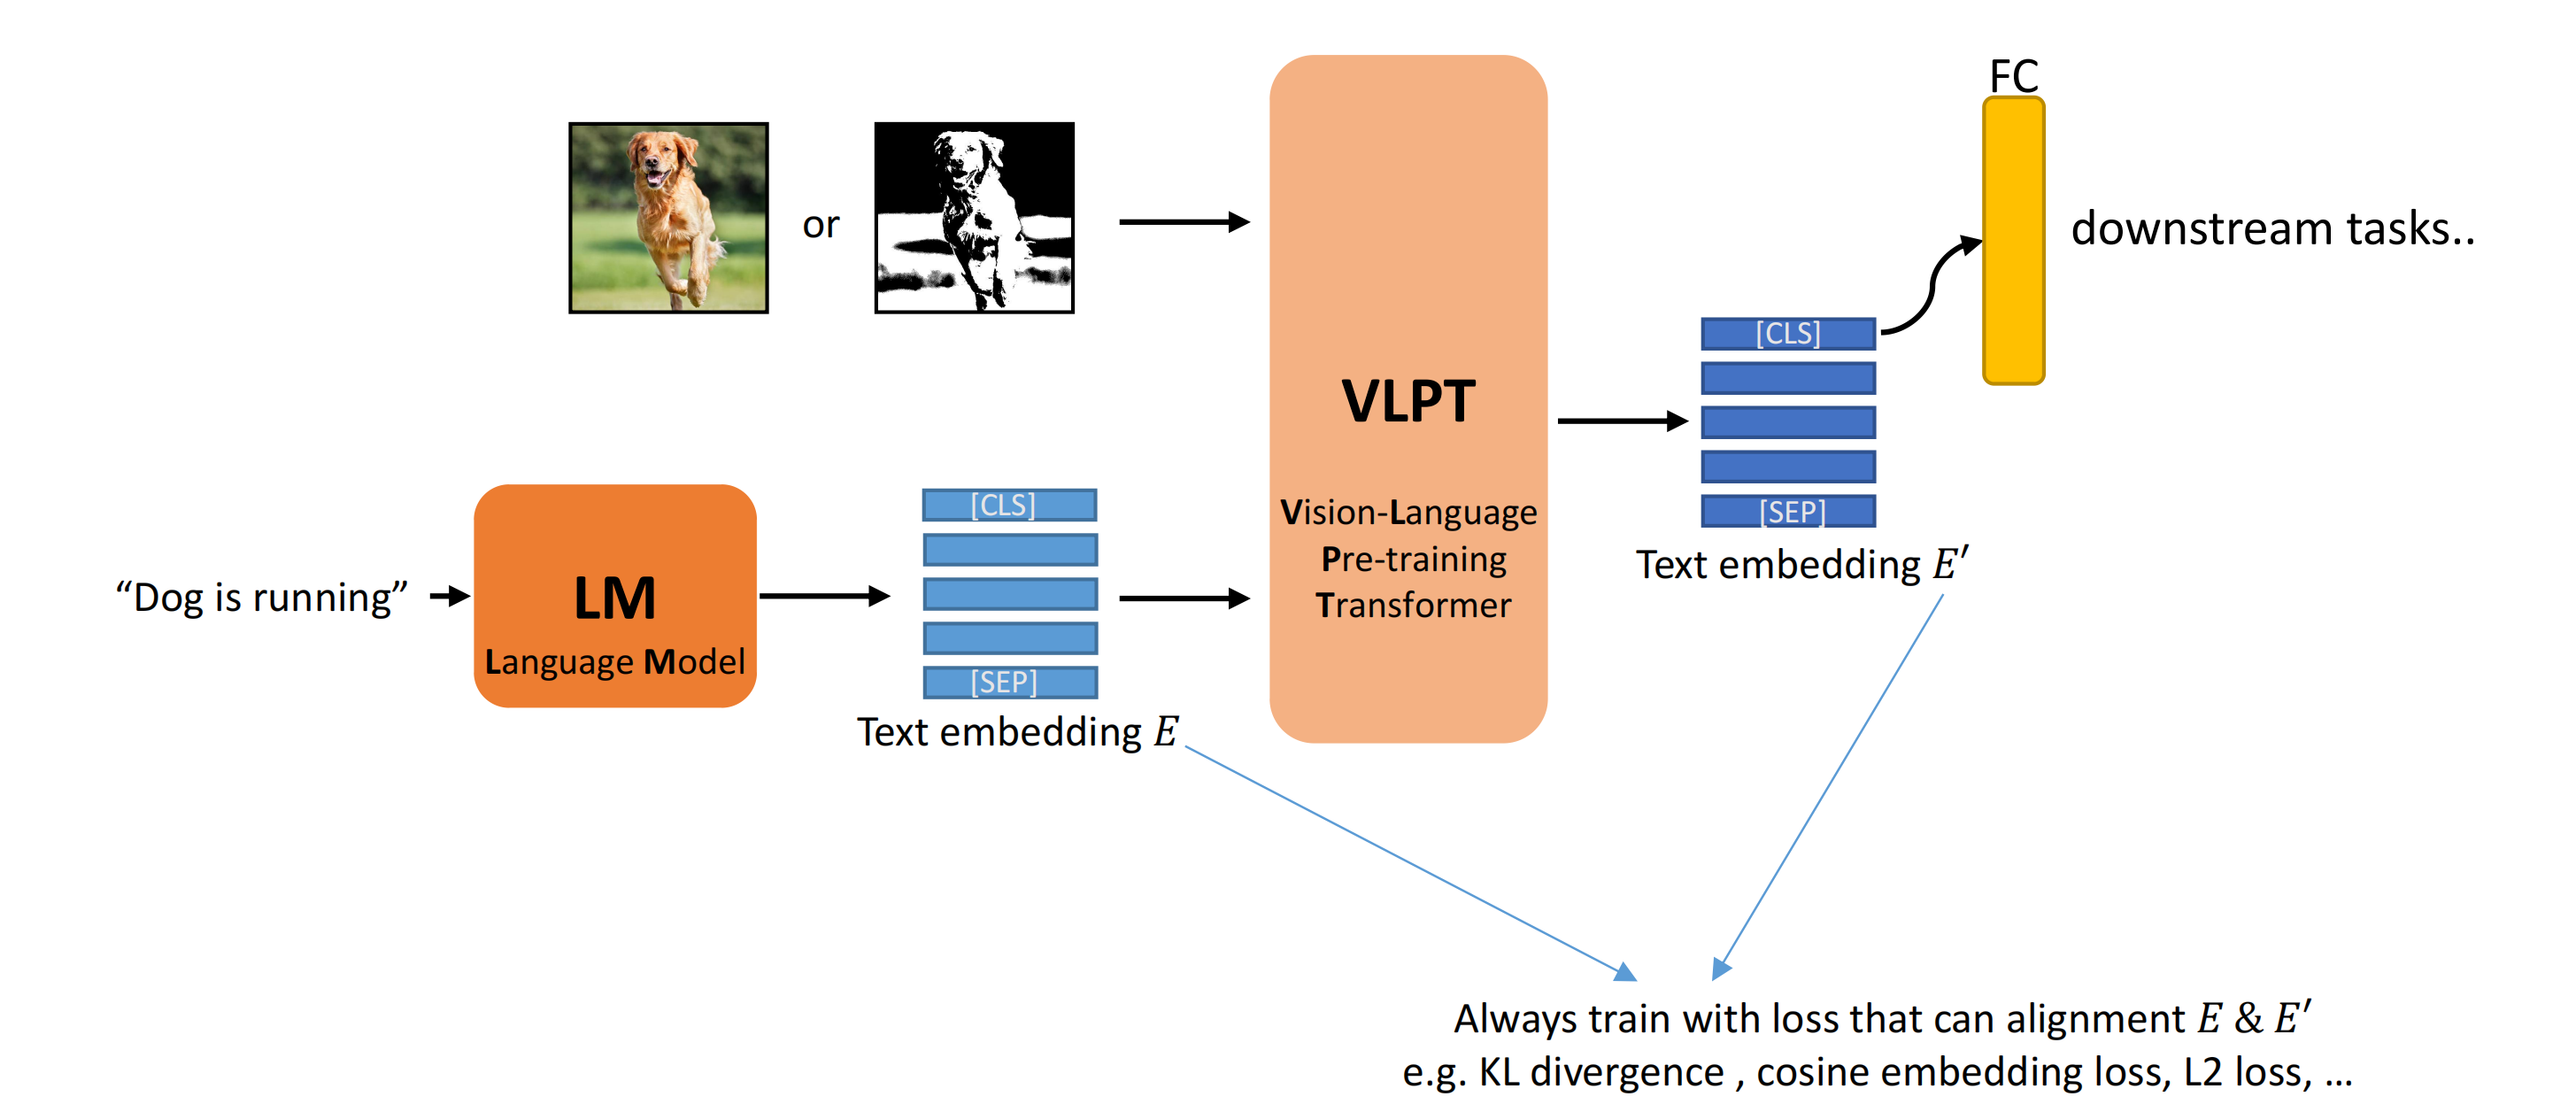 FC
or
downstream tasks..
[CLS]
VLPT
[CLS]
[SEP]
Vision-Language
Pre-training
Transformer
Text embedding E′
“Dog is running”
LM
Language Model
[SEP]
Text embedding E
Always train with loss that can alignment E & E′
e.g. KL divergence , cosine embedding loss, L2 loss, ...